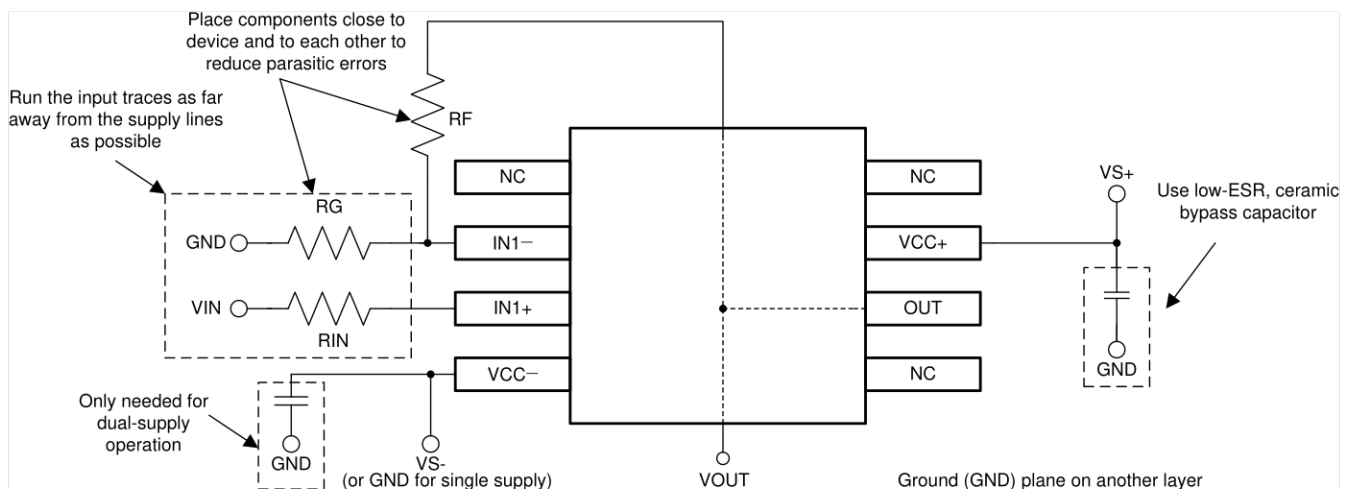 Place components close to
device and to each other to
reduce parasitic errors
Run the input traces as far
away from the supply lines
as possible
RF
NC
NC
VS+
Use low-ESR, ceramic
bypass capacitor
RG
GND
IN1−
VCC+
VIN
IN1+
OUT
RIN
GND
VCC−
NC
Only needed for
dual-supply
operation
GND
VS-
(or GND for single supply)
VOUT
Ground (GND) plane on another layer